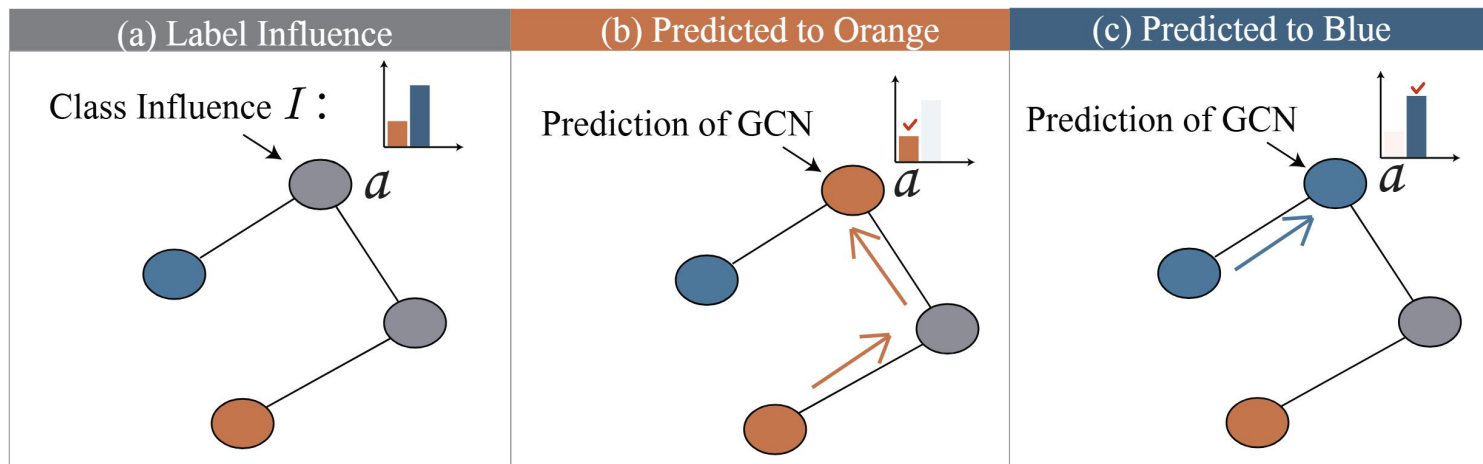 (a) Label Influence
Class Influence I :
a
(b) Predicted to Orange
Prediction of GCN
a
(c) Predicted to Blue
Prediction of GCN
a